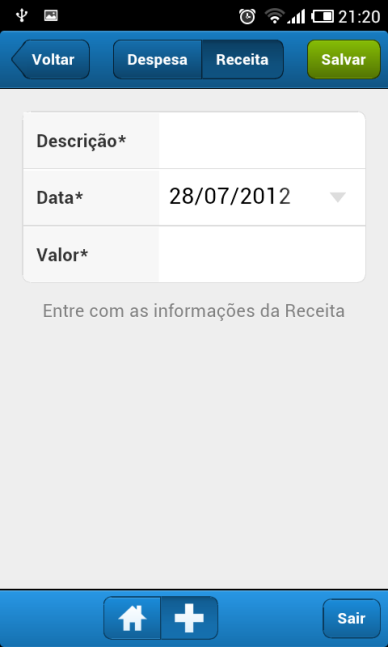 21:20
Voltar Despesa Receita Salvar
Descrição*
Data* 28/07/2012
Valor*
Entre com as informações da Receita
Sair